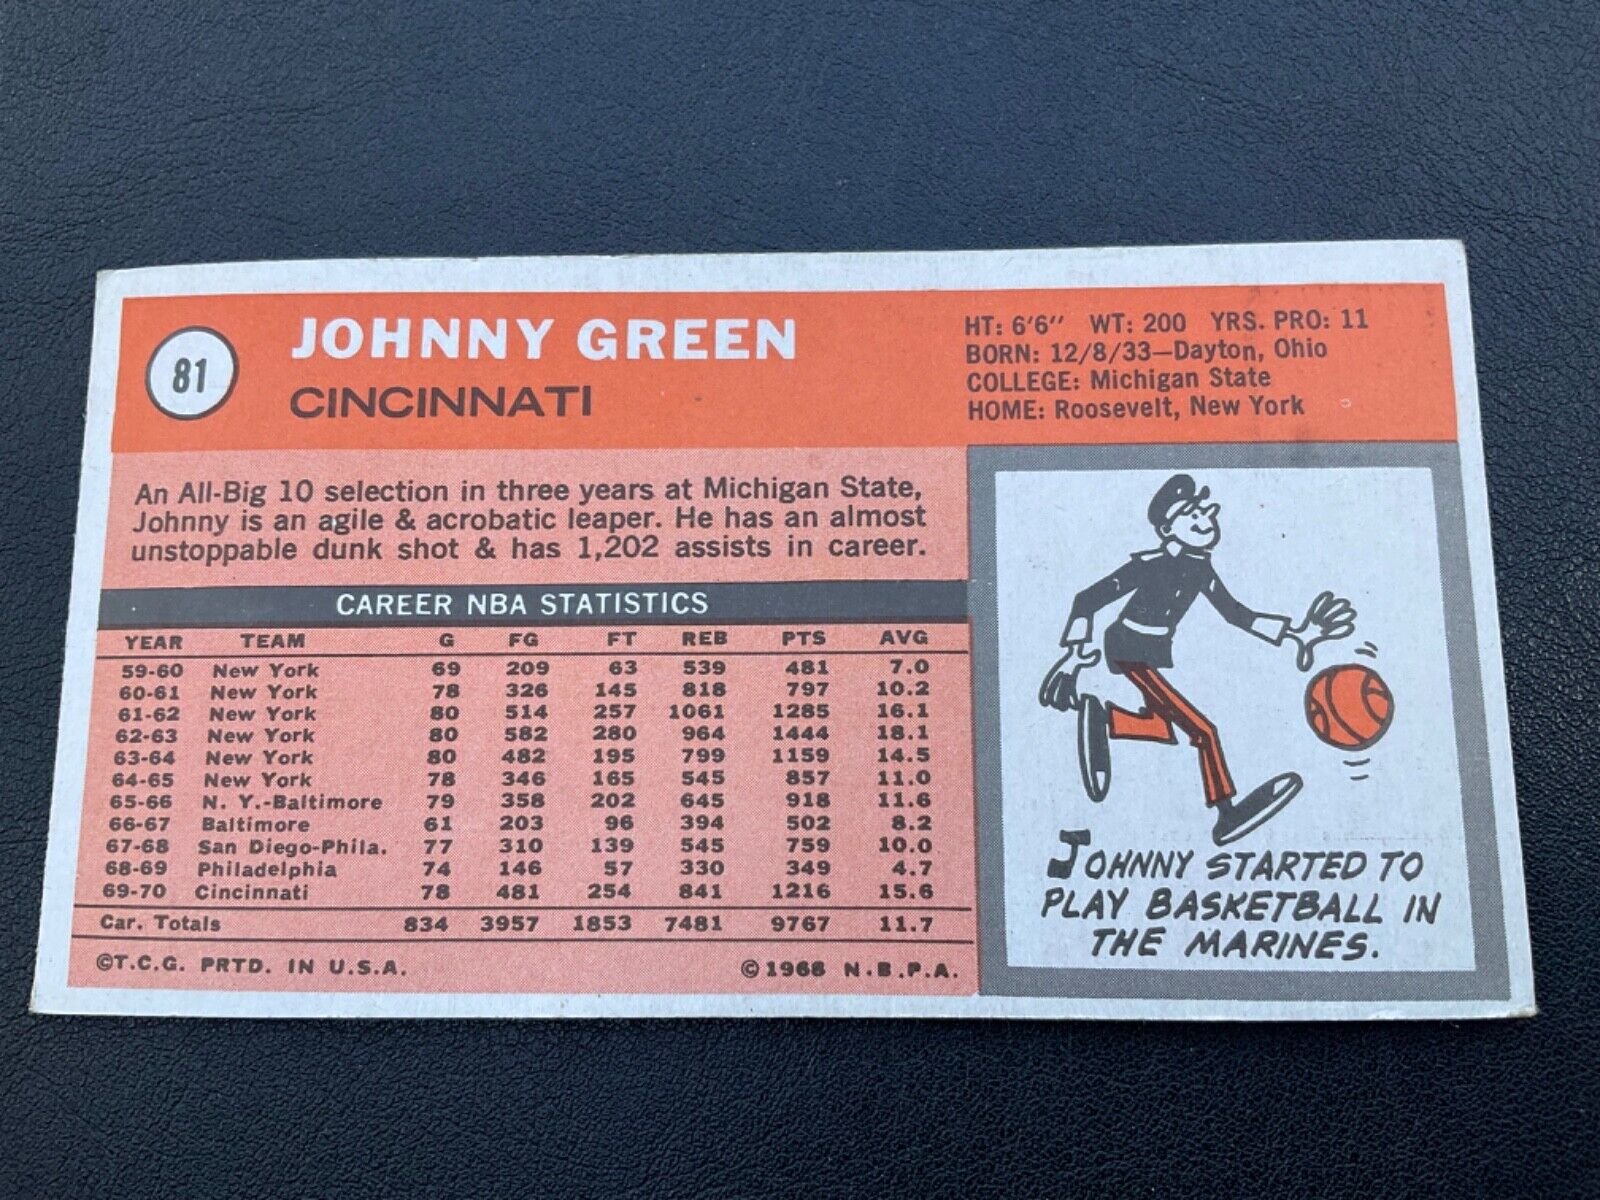 81
JOHNNY GREEN
CINCINNATI
HT: 6'6" WT: 200 YRS. PRO: 11
BORN: 12/8/33—Dayton, Ohio
COLLEGE: Michigan State
HOME: Roosevelt, New York
An All-Big 10 selection in three years at Michigan State,
Johnny is an agile & acrobatic leaper. He has an almost
unstoppable dunk shot & has 1,202 assists in career.
CAREER NBA STATISTICS
YEAR TEAM G FG FT REB PTS AVG
59-60 New York 69 209 63 539 481 7.0
60-61 New York 78 326 145 818 797 10.2
61-62 New York 80 514 257 1061 1285 16.1
62-63 New York 80 582 280 964 1444 18.1
63-64 New York 80 482 195 799 1159 14.5
64-65 New York 78 346 165 545 857 11.0
65-66 N. Y.-Baltimore 79 358 202 645 918 11.6
66-67 Baltimore 61 203 96 394 502 8.2
67-68 San Diego-Phila. 77 310 139 545 759 10.0
68-69 Philadelphia 74 146 57 330 349 4.7
69-70 Cincinnati 78 481 254 841 1216 15.6
Car. Totals 834 3957 1853 7481 9767 11.7
©T.C.G. PRTD. IN U.S.A. ©1968 N.B.P.A.
JOHNNY STARTED TO
PLAY BASKETBALL IN
THE MARINES.